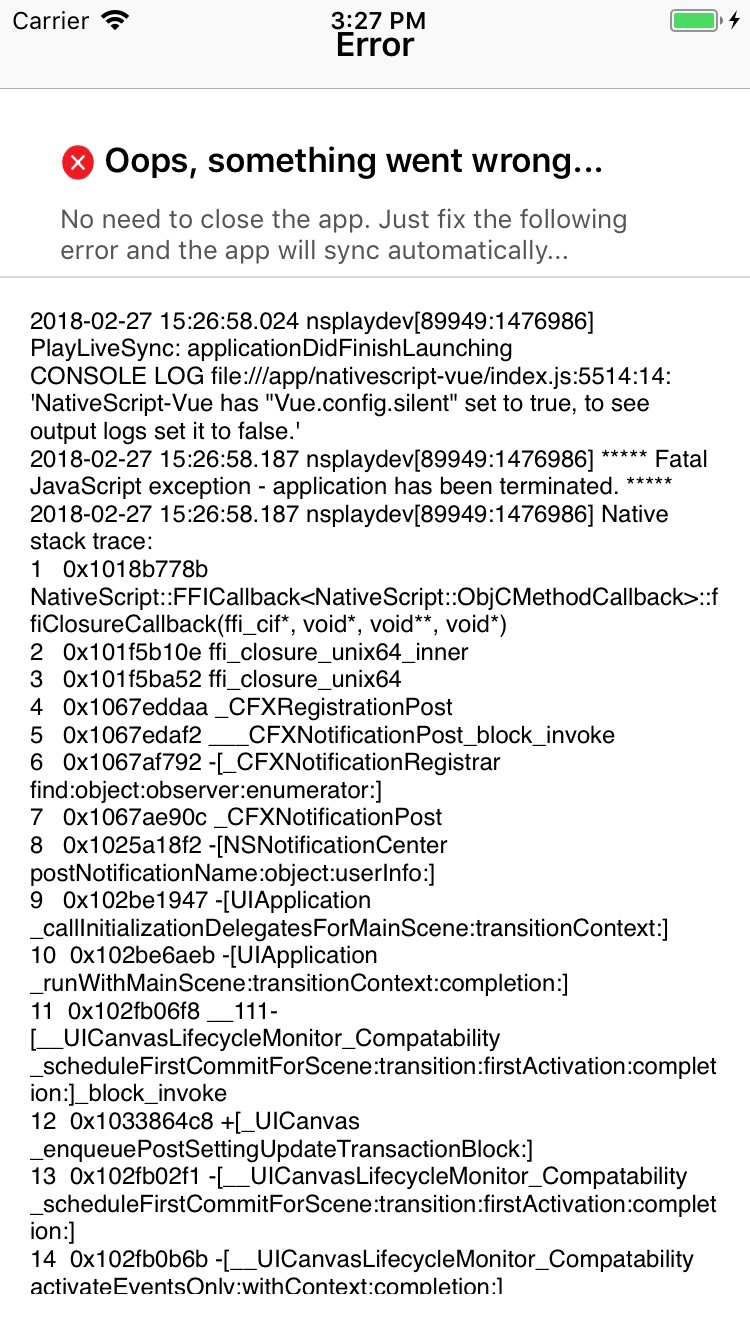 Carrier 3:27 PM
Error
Oops, something went wrong...
No need to close the app. Just fix the following
error and the app will sync automatically...
2018-02-27 15:26:58.024 nsplaydev[89949:1476986]
PlayLiveSync: applicationDidFinishLaunching
CONSOLE LOG file:///app/nativescript-vue/index.js:5514:14:
'NativeScript-Vue has "Vue.config.silent" set to true, to see
output logs set it to false.'
2018-02-27 15:26:58.187 nsplaydev[89949:1476986] ***** Fatal
JavaScript exception - application has been terminated. *****
2018-02-27 15:26:58.187 nsplaydev[89949:1476986] Native
stack trace:
1 0x1018b778b
NativeScript::FFICallback<NativeScript::ObjCMethodCallback>::f
fiClosureCallback(ffi_cif*, void*, void**, void*)
2 0x101f5b10e ffi_closure_unix64_inner
3 0x101f5ba52 ffi_closure_unix64
4 0x1067eddaa _CFXRegistrationPost
5 0x1067edaf2 ___CFXNotificationPost_block_invoke
6 0x1067af792 -[_CFXNotificationRegistrar
find:object:observer:enumerator:]
7 0x1067ae90c _CFXNotificationPost
8 0x1025a18f2 -[NSNotificationCenter
postNotificationName:object:userInfo:]
9 0x102be1947 -[UIApplication
_callInitializationDelegatesForMainScene:transitionContext:]
10 0x102be6aeb -[UIApplication
_runWithMainScene:transitionContext:completion:]
11 0x102fb06f8 __111-
[__UICanvasLifecycleMonitor_Compatability
_scheduleFirstCommitForScene:transition:firstActivation:complet
ion:]_block_invoke
12 0x1033864c8 +[_UICanvas
_enqueuePostSettingUpdateTransactionBlock:]
13 0x102fb02f1 -[__UICanvasLifecycleMonitor_Compatability
_scheduleFirstCommitForScene:transition:firstActivation:complet
ion:]
14 0x102fb0b6b -[__UICanvasLifecycleMonitor_Compatability
activateEventsOnly:withContext:completion:]